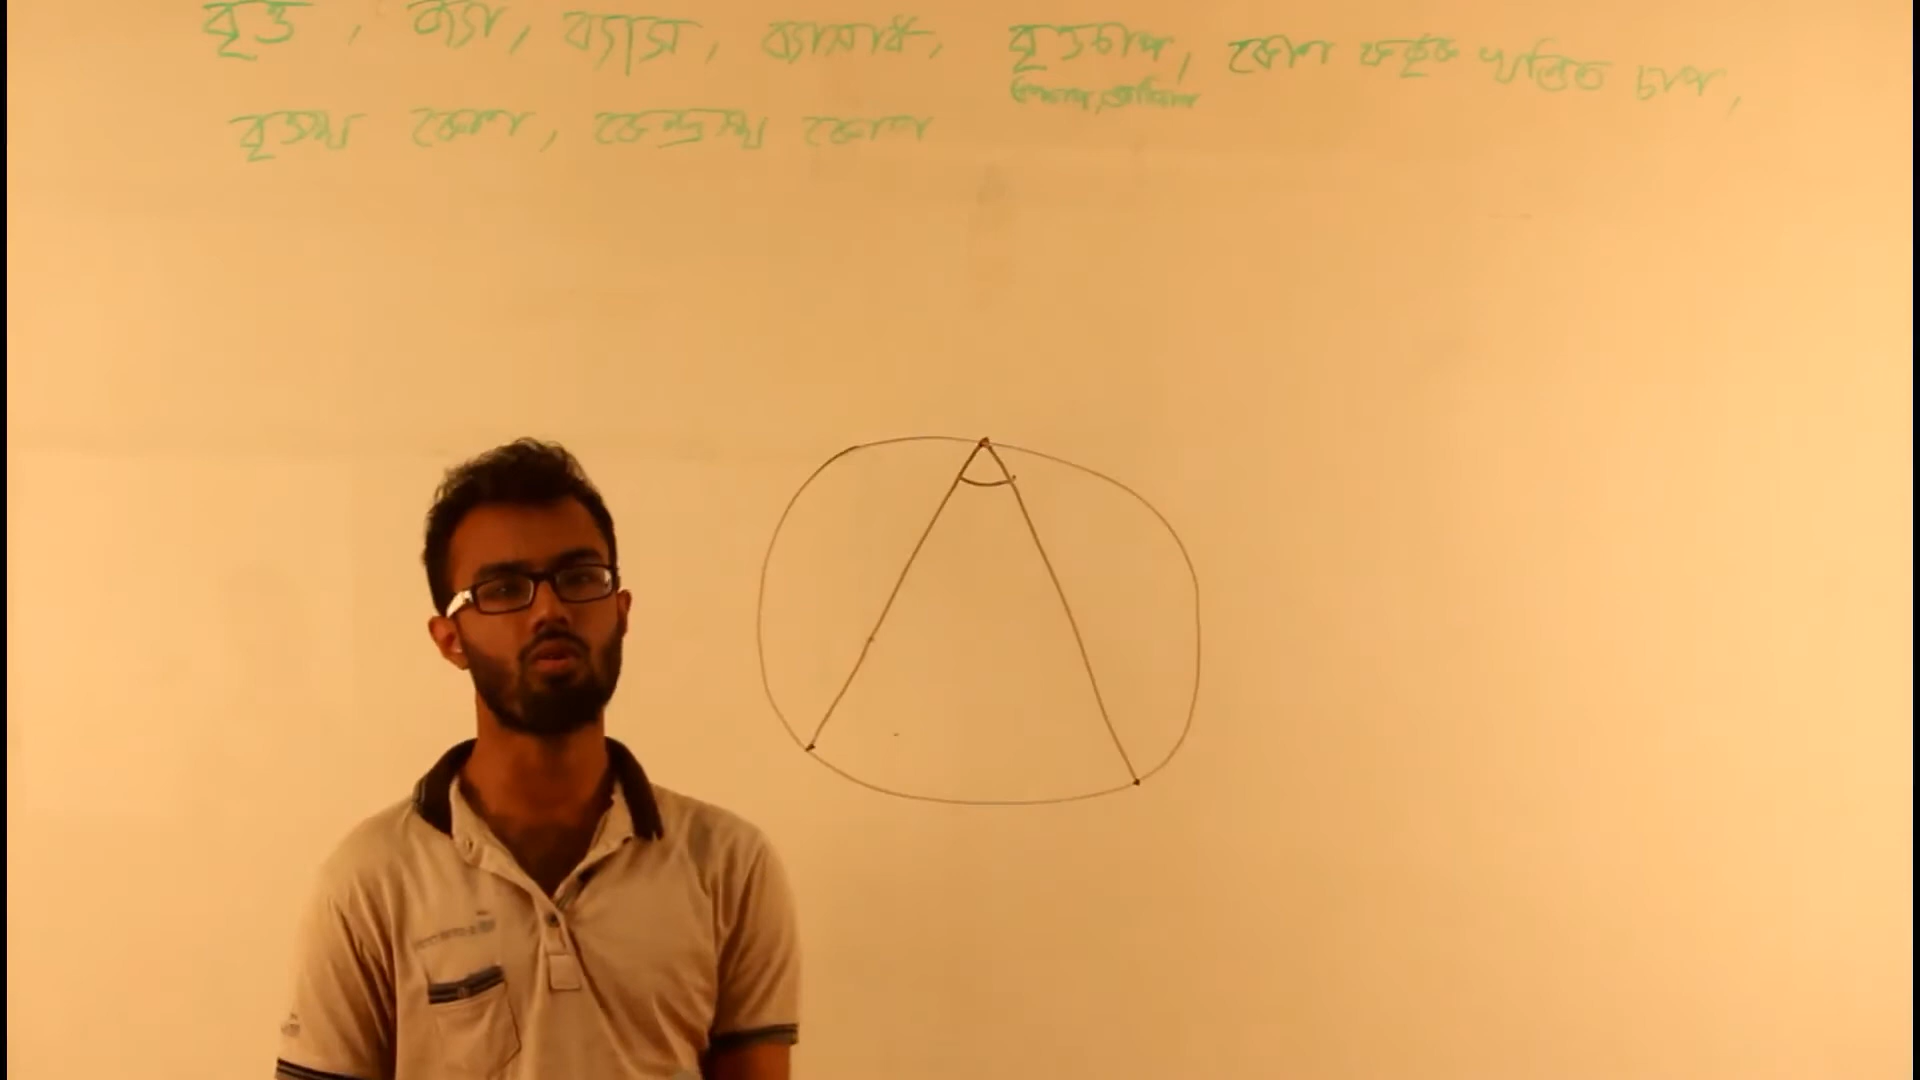 বৃত্ত, জ্যা, ব্যাস, ব্যাসার্ধ, বৃত্তচাপ, কোণ কর্তৃক খণ্ডিত চাপ,
উপচাপ, অধিচাপ
বৃত্তস্থ কোণ, কেন্দ্রস্থ কোণ